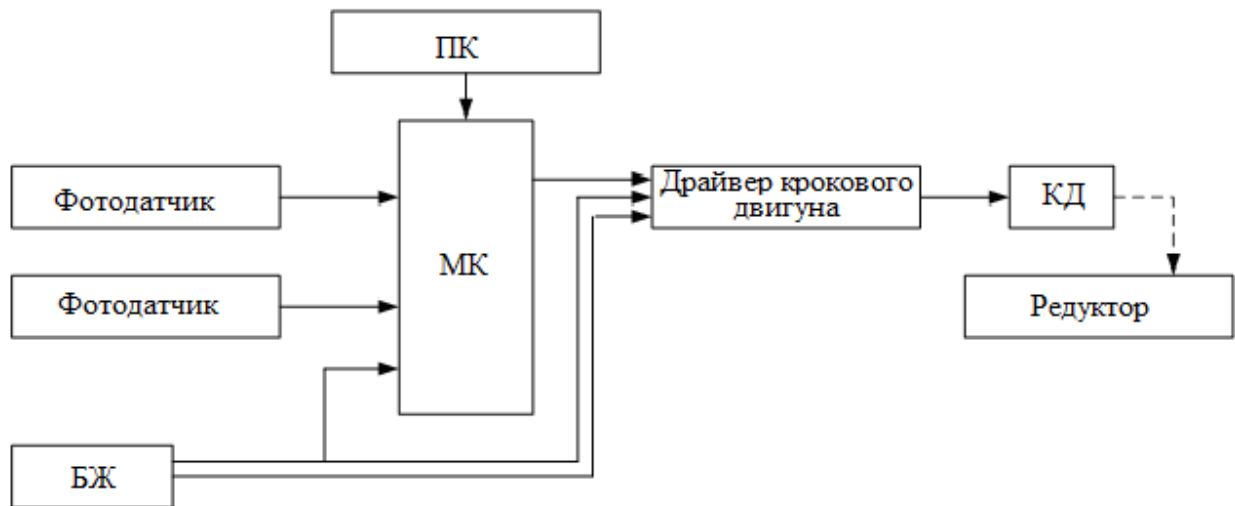 ПК
Фотодатчик
Драйвер крокового
двигуна
КД
МК
Фотодатчик
Редуктор
БЖ